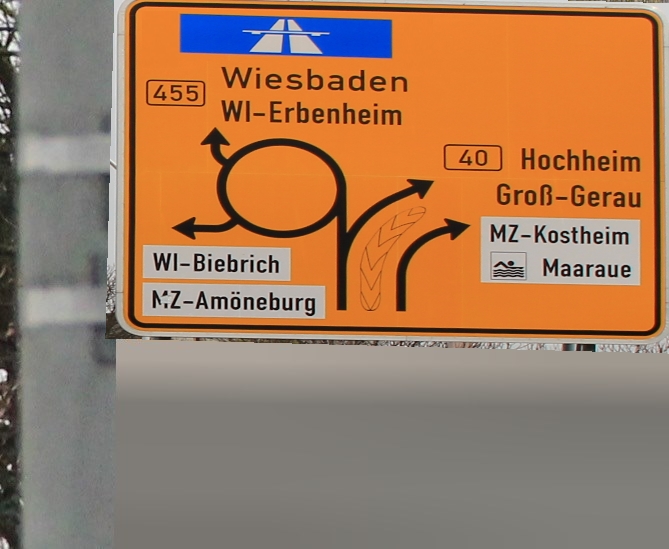 455
Wiesbaden
WI-Erbenheim
40
Hochheim
Groß-Gerau
MZ-Kostheim
Maaraue
WI-Biebrich
MZ-Amöneburg